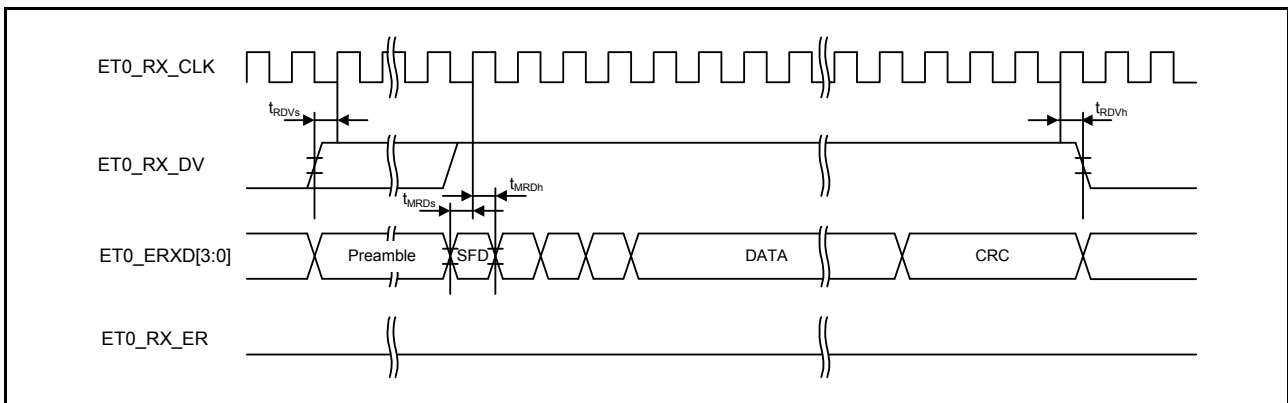 ET0_RX_CLK
tRDVs
tRDVh
ET0_RX_DV
tMRDh
tMRDs
ET0_ERXD[3:0]
Preamble
SFD
DATA
CRC
ET0_RX_ER